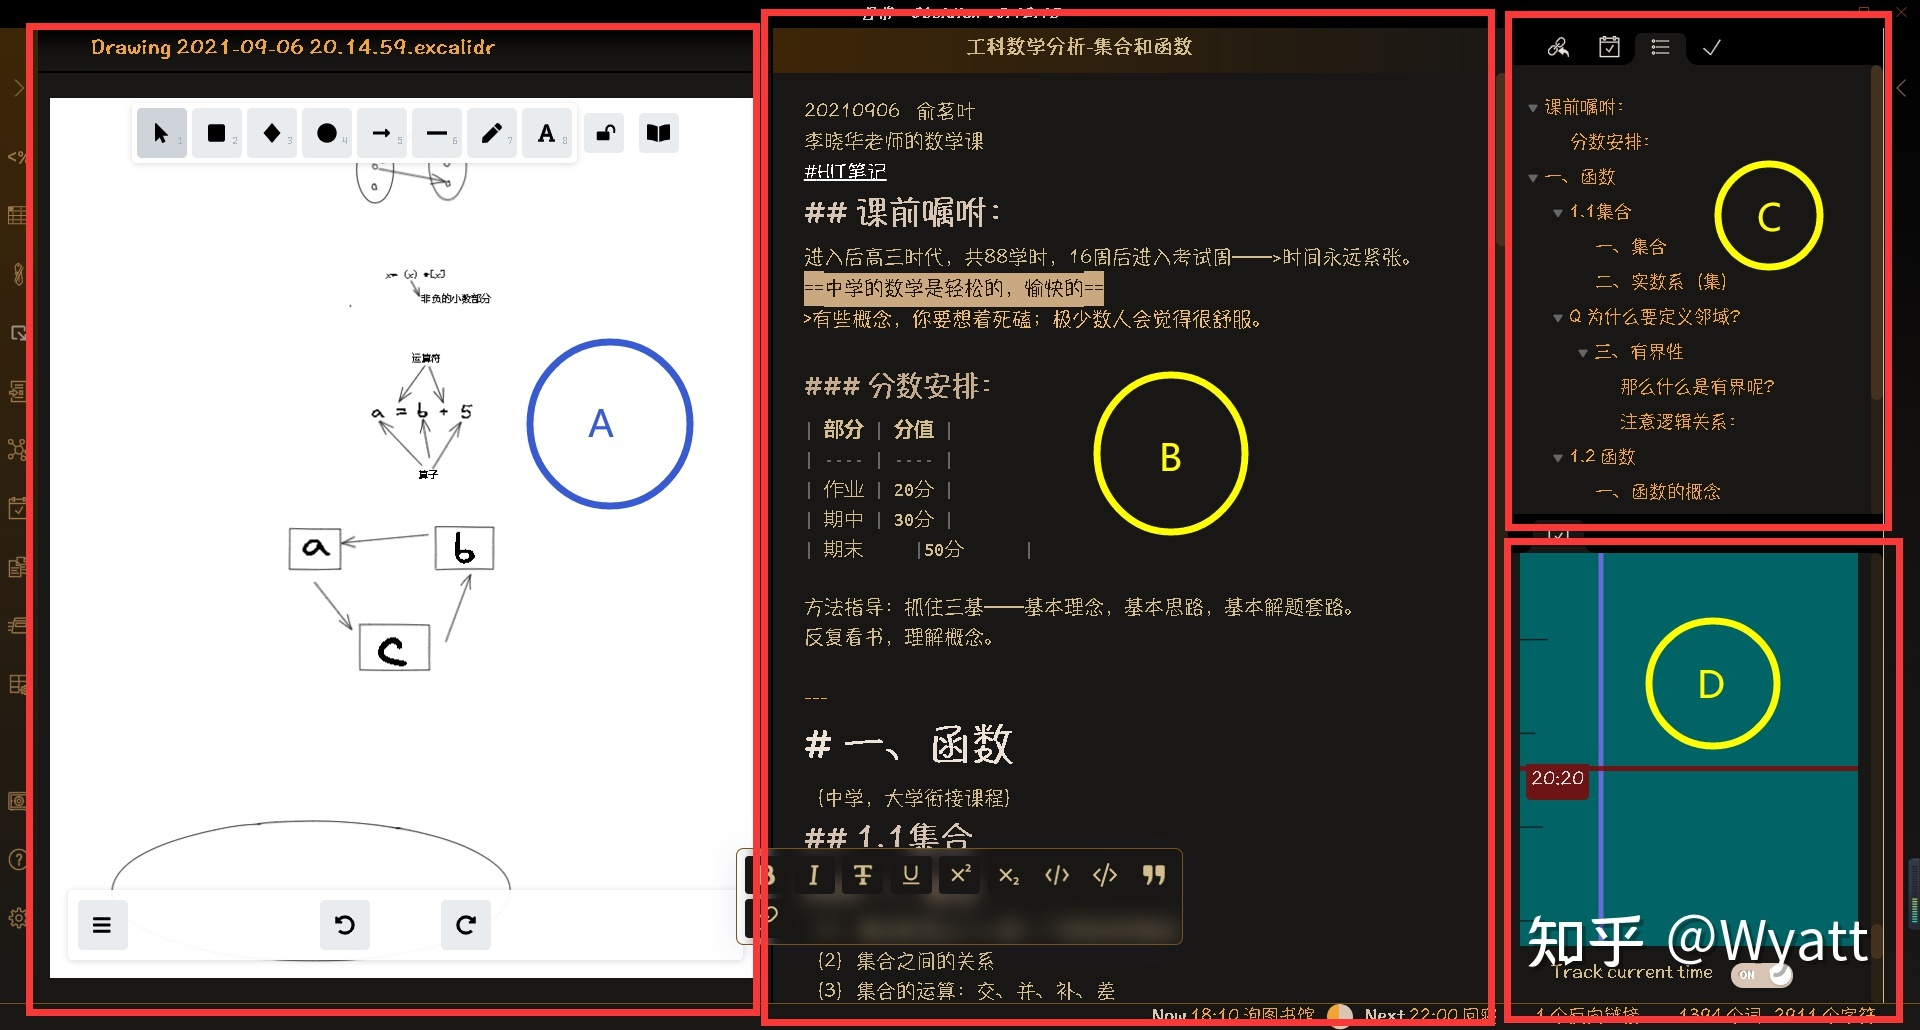 Drawing 2021-09-06 20.14.59.excalidr
1
2
3
4
5
6
7
A
8
非负的小数部分
运算符
a = b + 5
算子
a
b
c
A
工科数学分析-集合和函数
20210906 俞茗叶
李晓华老师的数学课
#HIT笔记
## 课前嘱咐：
进入后高三时代，共88学时，16周后进入考试周——>时间永远紧张。
==中学的数学是轻松的，愉快的==
>有些概念，你要想着死磕；极少数人会觉得很舒服。
### 分数安排：
| 部分 | 分值 |
| ---- | ---- |
| 作业 | 20分 |
| 期中 | 30分 |
| 期末 |50分 |
B
方法指导：抓住三基——基本理念，基本思路，基本解题套路。
反复看书，理解概念。
---
# 一、函数
{中学，大学衔接课程}
## 1.1集合
B I T U x² x₂ </> </>
{2} 集合之间的关系
{3} 集合的运算：交、并、补、差
Now 18:10 泡图书馆 Next 22:00
课前嘱咐：
分数安排：
一、函数
1.1集合
一、集合
二、实数系（集）
Q 为什么要定义邻域？
三、有界性
那么什么是有界呢？
注意逻辑关系：
1.2 函数
一、函数的概念
C
D
20:20
知乎 @Wyatt
Track current time ON
1 个反向链接 1394 个词 2911 个字符